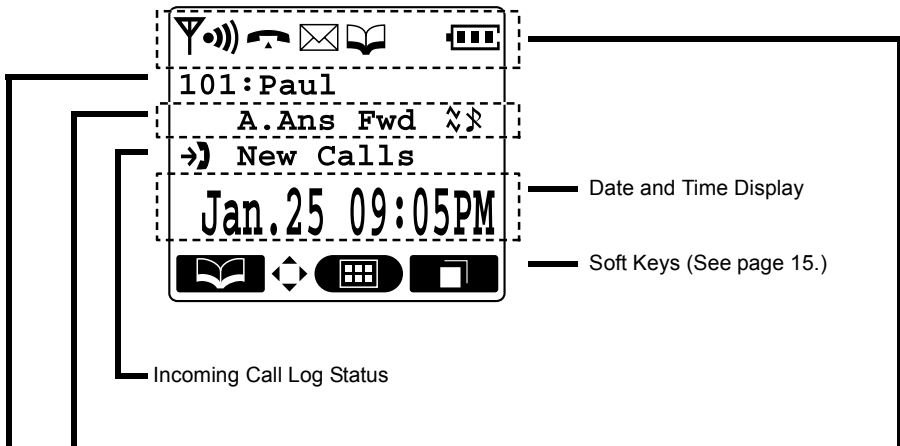 101:Paul
A.Ans Fwd
New Calls
Jan.25 09:05PM
Date and Time Display
Soft Keys (See page 15.)
Incoming Call Log Status